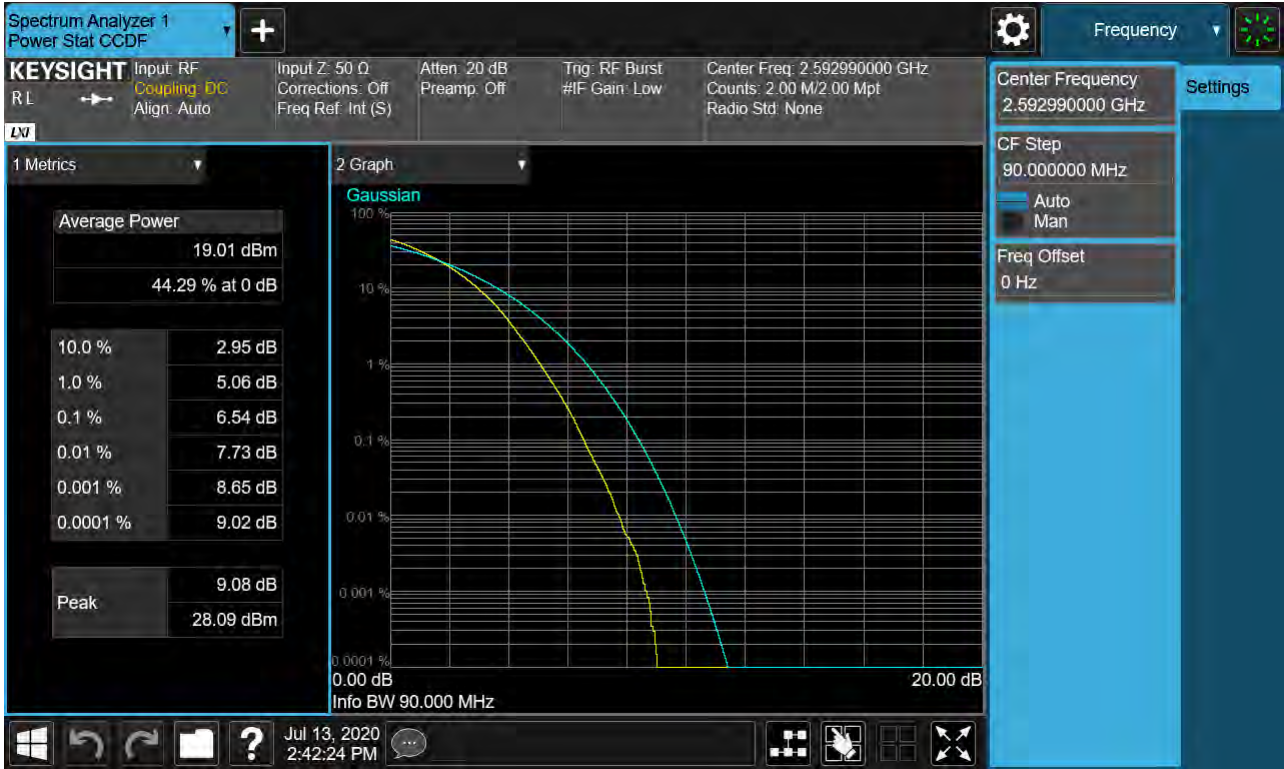 Spectrum Analyzer 1
Power Stat CCDF
Frequency
KEYSIGHT
R L
LXI
Input: RF
Coupling: DC
Align: Auto
Input Z: 50 Ω
Corrections: Off
Freq Ref: Int (S)
Atten: 20 dB
Preamp: Off
Trig: RF Burst
#IF Gain: Low
Center Freq: 2.592990000 GHz
Counts: 2.00 M/2.00 Mpt
Radio Std: None
Center Frequency
2.592990000 GHz
Settings
CF Step
90.000000 MHz
Auto
Man
Freq Offset
0 Hz
1 Metrics
Average Power
19.01 dBm
44.29 % at 0 dB
10.0 % 2.95 dB
1.0 % 5.06 dB
0.1 % 6.54 dB
0.01 % 7.73 dB
0.001 % 8.65 dB
0.0001 % 9.02 dB
Peak
9.08 dB
28.09 dBm
2 Graph
Gaussian
100 %
10 %
1 %
0.1 %
0.01 %
0.001 %
0.0001 %
0.00 dB 20.00 dB
Info BW 90.000 MHz
?
Jul 13, 2020
2:42:24 PM